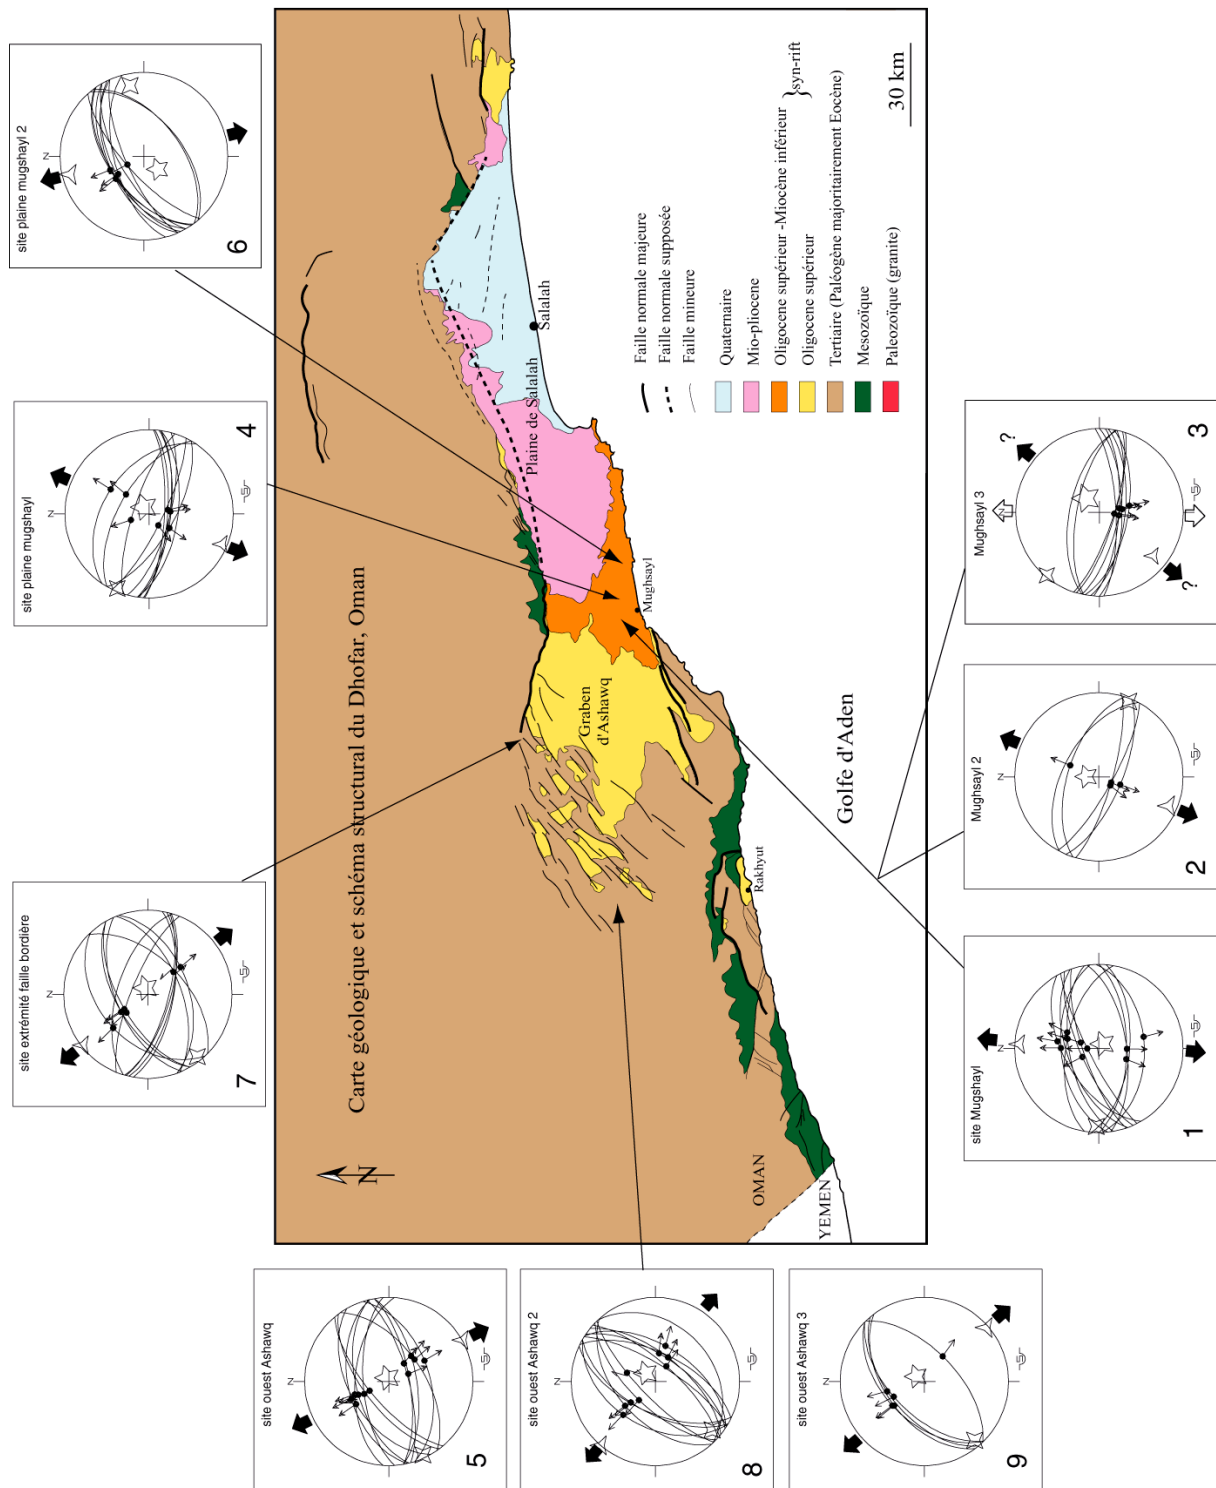 site extrémité faille bordière
N
7
site plaine mugshayl
N
4
site plaine mugshayl 2
N
6
site ouest Ashawq
N
5
site ouest Ashawq 2
N
8
site ouest Ashawq 3
N
9
Carte géologique et schéma structural du Dhofar, Oman
N
Plaine de Salalah
Salalah
Graben
d'Ashawq
Mughsayl
Rakhyut
OMAN
YEMEN
Golfe d'Aden
Faille normale majeure
Faille normale supposée
Faille mineure
Quaternaire
Mio-pliocene
Oligocene supérieur -Miocène inférieur
Oligocene supérieur
}syn-rift
Tertiaire (Paléogène majoritairement Eocène)
Mesozoïque
Paleozoïque (granite)
30 km
site Mugshayl
N
1
Mughsayl 2
N
2
Mughsayl 3
N
?
?
3